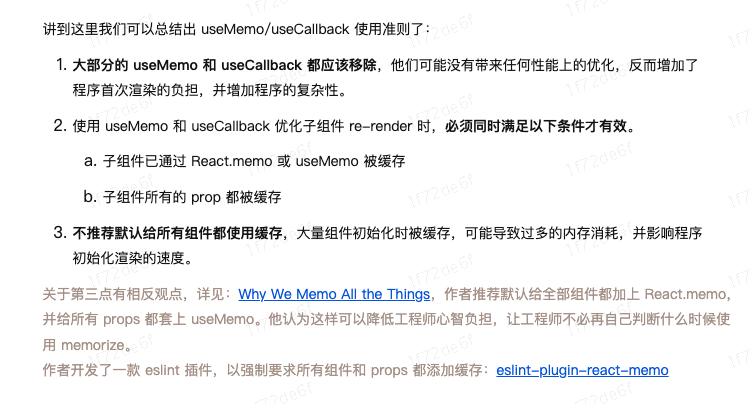 讲到这里我们可以总结出 useMemo/useCallback 使用准则了：
1. 大部分的 useMemo 和 useCallback 都应该移除，他们可能没有带来任何性能上的优化，反而增加了
程序首次渲染的负担，并增加程序的复杂性。
2. 使用 useMemo 和 useCallback 优化子组件 re-render 时，必须同时满足以下条件才有效。
a. 子组件已通过 React.memo 或 useMemo 被缓存
b. 子组件所有的 prop 都被缓存
3. 不推荐默认给所有组件都使用缓存，大量组件初始化时被缓存，可能导致过多的内存消耗，并影响程序
初始化渲染的速度。
关于第三点有相反观点，详见：Why We Memo All the Things，作者推荐默认给全部组件都加上 React.memo，
并给所有 props 都套上 useMemo。他认为这样可以降低工程师心智负担，让工程师不必再自己判断什么时候使
用 memorize。
作者开发了一款 eslint 插件，以强制要求所有组件和 props 都添加缓存：eslint-plugin-react-memo
1f72de6f